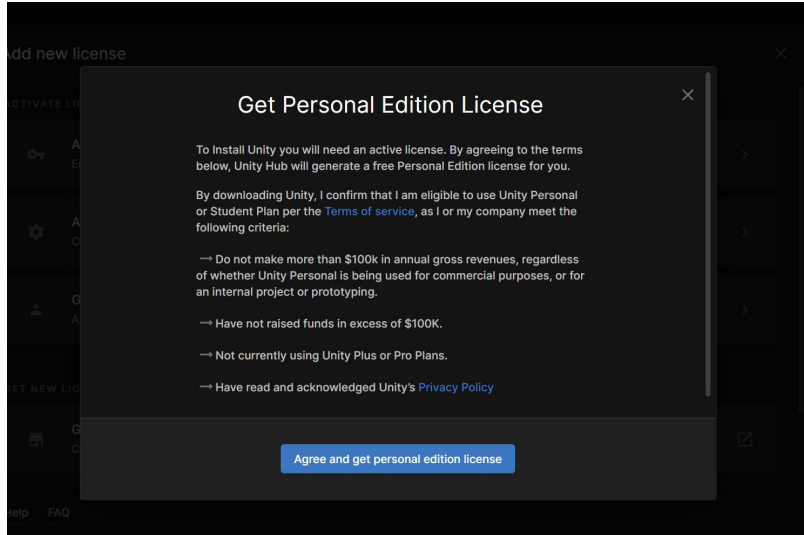 Add new license
Get Personal Edition License
ACTIVATE LI
To Install Unity you will need an active license. By agreeing to the terms
below, Unity Hub will generate a free Personal Edition license for you.
By downloading Unity, I confirm that I am eligible to use Unity Personal
or Student Plan per the Terms of service, as I or my company meet the
following criteria:
→ Do not make more than $100k in annual gross revenues, regardless
of whether Unity Personal is being used for commercial purposes, or for
an internal project or prototyping.
→ Have not raised funds in excess of $100K.
→ Not currently using Unity Plus or Pro Plans.
→ Have read and acknowledged Unity's Privacy Policy
GET NEW LIC
Agree and get personal edition license
Help FAQ